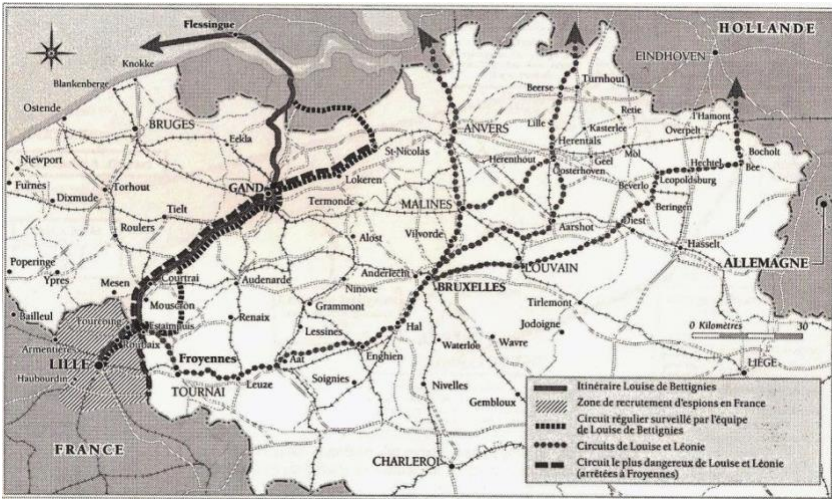 HOLLANDE
Flessingue
EINDHOVEN
Knokke
Blankenberge
Turnhout
Beerse
Ostende
BRUGES
Lille
Retie
l'Hamont
ANVERS
Kasterlee
Overpelt
Eekla
Herentals
Newport
St-Nicolas
Herenthout
Geel
Mol
Bocholt
Hechtel
Bée
Furnes
Torhout
GAND
Lokeren
Oosterhoven
Leopoldsburg
Dixmude
Tielt
Termonde
MALINES
Beverlo
Beringen
Roulers
Vilvorde
Aarshot
Diest
Alost
Hasselt
ALLEMAGNE
Poperinge
Ypres
Mesen
Courtrai
Audenarde
Anderlecht
LOUVAIN
Ninove
BRUXELLES
Bailleul
Mouscron
Grammont
Tirlemont
Tourcoing
Estaimpuis
Renaix
0 Kilomètres 30
Jodoigne
Armentière
Roubaix
Lessines
Hal
Wavre
LILLE
Froyennes
Aat
Enghien
Waterloo
LIÈGE
Haubourdin
TOURNAI
Leuze
Soignies
Nivelles
Gembloux
FRANCE
CHARLEROI
Itinéraire Louise de Bettignies
Zone de recrutement d'espions en France
Circuit régulier surveillé par l'équipe
de Louise de Bettignies
Circuits de Louise et Léonie
Circuit le plus dangereux de Louise et Léonie
(arrêtées à Froyennes)